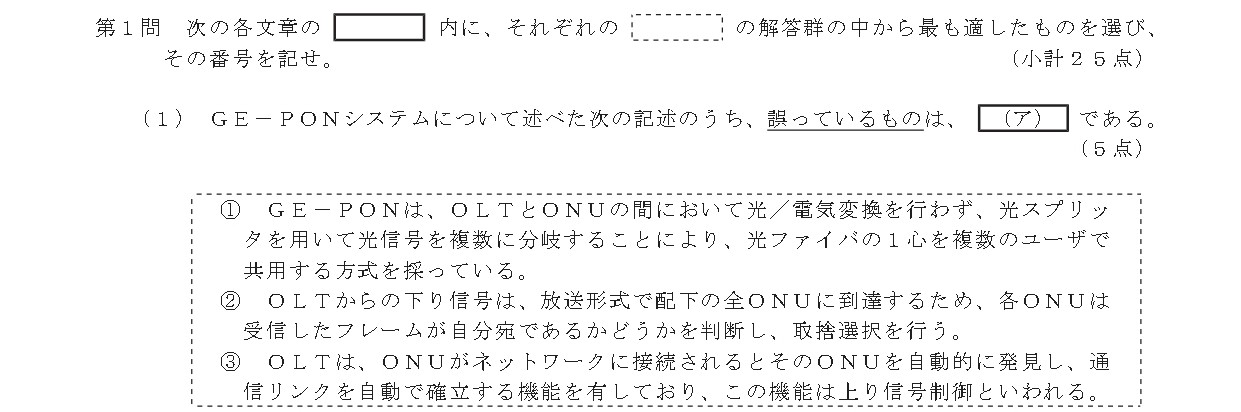 第１問　次の各文章の　　　　内に、それぞれの　　　　の解答群の中から最も適したものを選び、
その番号を記せ。　（小計２５点）
（１）　ＧＥ－ＰＯＮシステムについて述べた次の記述のうち、誤っているものは、（ア）である。
（５点）
①　ＧＥ－ＰＯＮは、ＯＬＴとＯＮＵの間において光／電気変換を行わず、光スプリッ
タを用いて光信号を複数に分岐することにより、光ファイバの１心を複数のユーザで
共用する方式を採っている。
②　ＯＬＴからの下り信号は、放送形式で配下の全ＯＮＵに到達するため、各ＯＮＵは
受信したフレームが自分宛であるかどうかを判断し、取捨選択を行う。
③　ＯＬＴは、ＯＮＵがネットワークに接続されるとそのＯＮＵを自動的に発見し、通
信リンクを自動で確立する機能を有しており、この機能は上り信号制御といわれる。